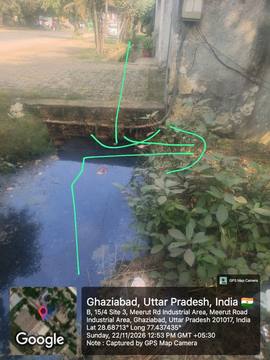 GPS Map Camera
Ghaziabad, Uttar Pradesh, India 🇮🇳
B, 15/4 Site 3, Meerut Rd Industrial Area, Meerut Road
Industrial Area, Ghaziabad, Uttar Pradesh 201017, India
Lat 28.68713° Long 77.437435°
Sunday, 22/11/2026 12:53 PM GMT +05:30
Note : Captured by GPS Map Camera
Google